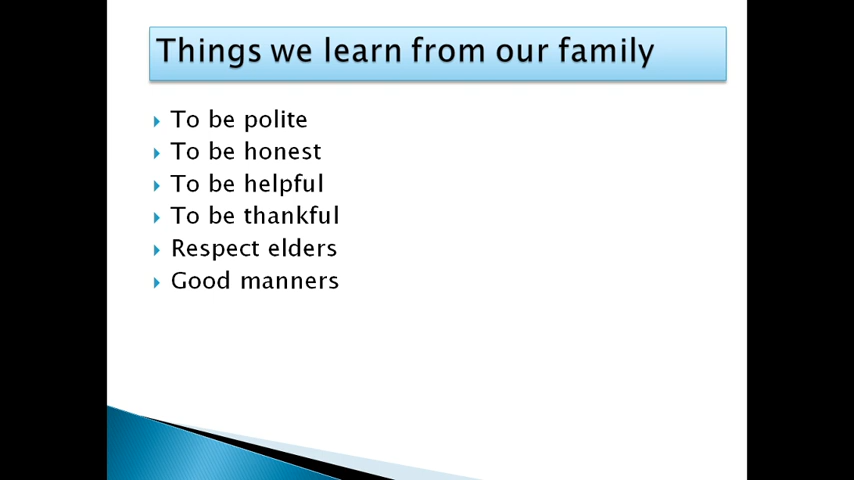 Things we learn from our family
To be polite
To be honest
To be helpful
To be thankful
Respect elders
Good manners